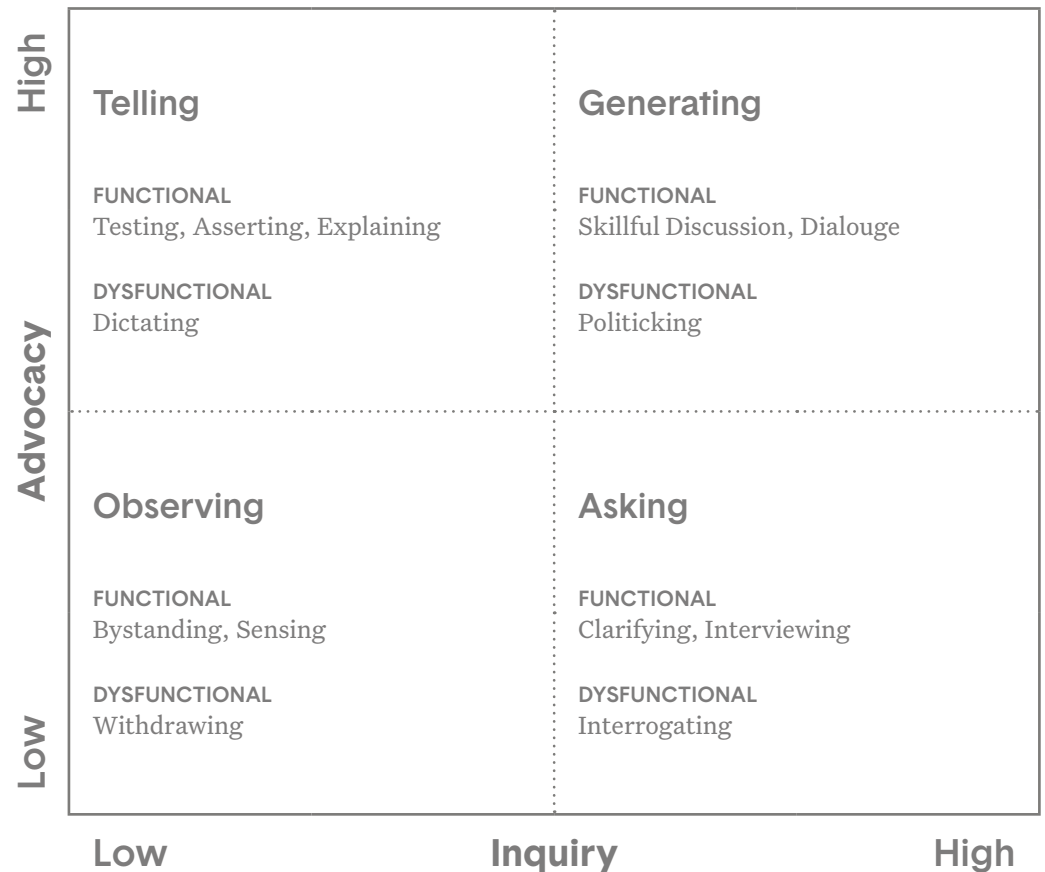 High
Telling
FUNCTIONAL
Testing, Asserting, Explaining
DYSFUNCTIONAL
Dictating
Generating
FUNCTIONAL
Skillful Discussion, Dialouge
DYSFUNCTIONAL
Politicking
Advocacy
Observing
FUNCTIONAL
Bystanding, Sensing
DYSFUNCTIONAL
Withdrawing
Asking
FUNCTIONAL
Clarifying, Interviewing
DYSFUNCTIONAL
Interrogating
Low
Low
Inquiry
High